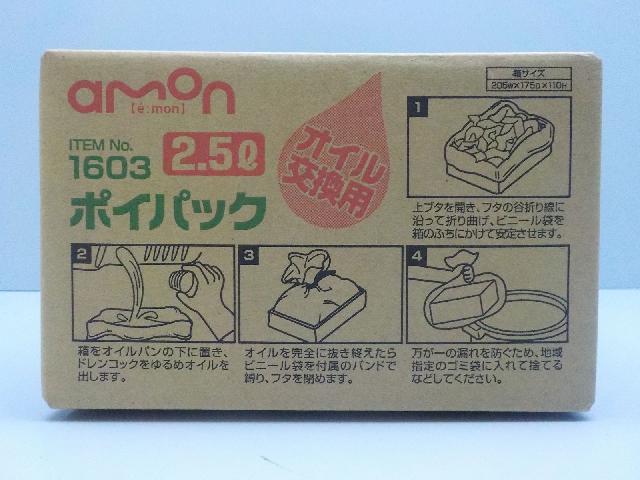 amon
【é:mon】
ITEM No.
1603
2.5ℓ
ポイパック
オイル
交換用
箱サイズ
205W×175D×110H
1
上ブタを開き、フタの谷折り線に
沿って折り曲げ、ビニール袋を
箱のふちにかけて安定させます。
2
箱をオイルパンの下に置き、
ドレンコックをゆるめオイルを
出します。
3
オイルを完全に抜き終えたら
ビニール袋を付属のバンドで
縛り、フタを閉めます。
4
万が一の漏れを防ぐため、地域
指定のゴミ袋に入れて捨てる
などしてください。